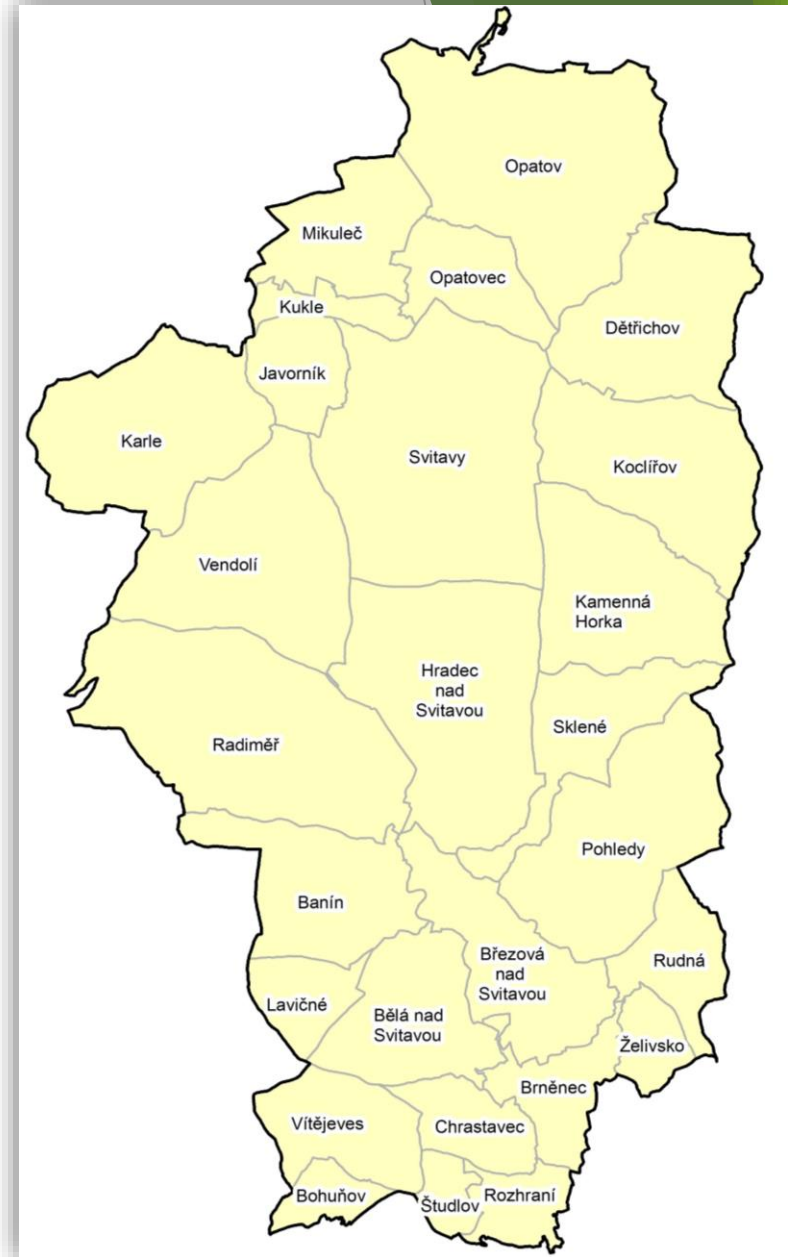 Opatov
Mikuleč
Opatovec
Kukle
Dětřichov
Javorník
Karle
Svitavy
Koclířov
Vendolí
Kamenná
Horka
Hradec
nad
Svitavou
Sklené
Radiměř
Pohledy
Banín
Březová
nad
Svitavou
Rudná
Lavičné
Bělá nad
Svitavou
Želivsko
Brněnec
Vítějeves
Chrastavec
Bohuňov
Študlov
Rozhraní